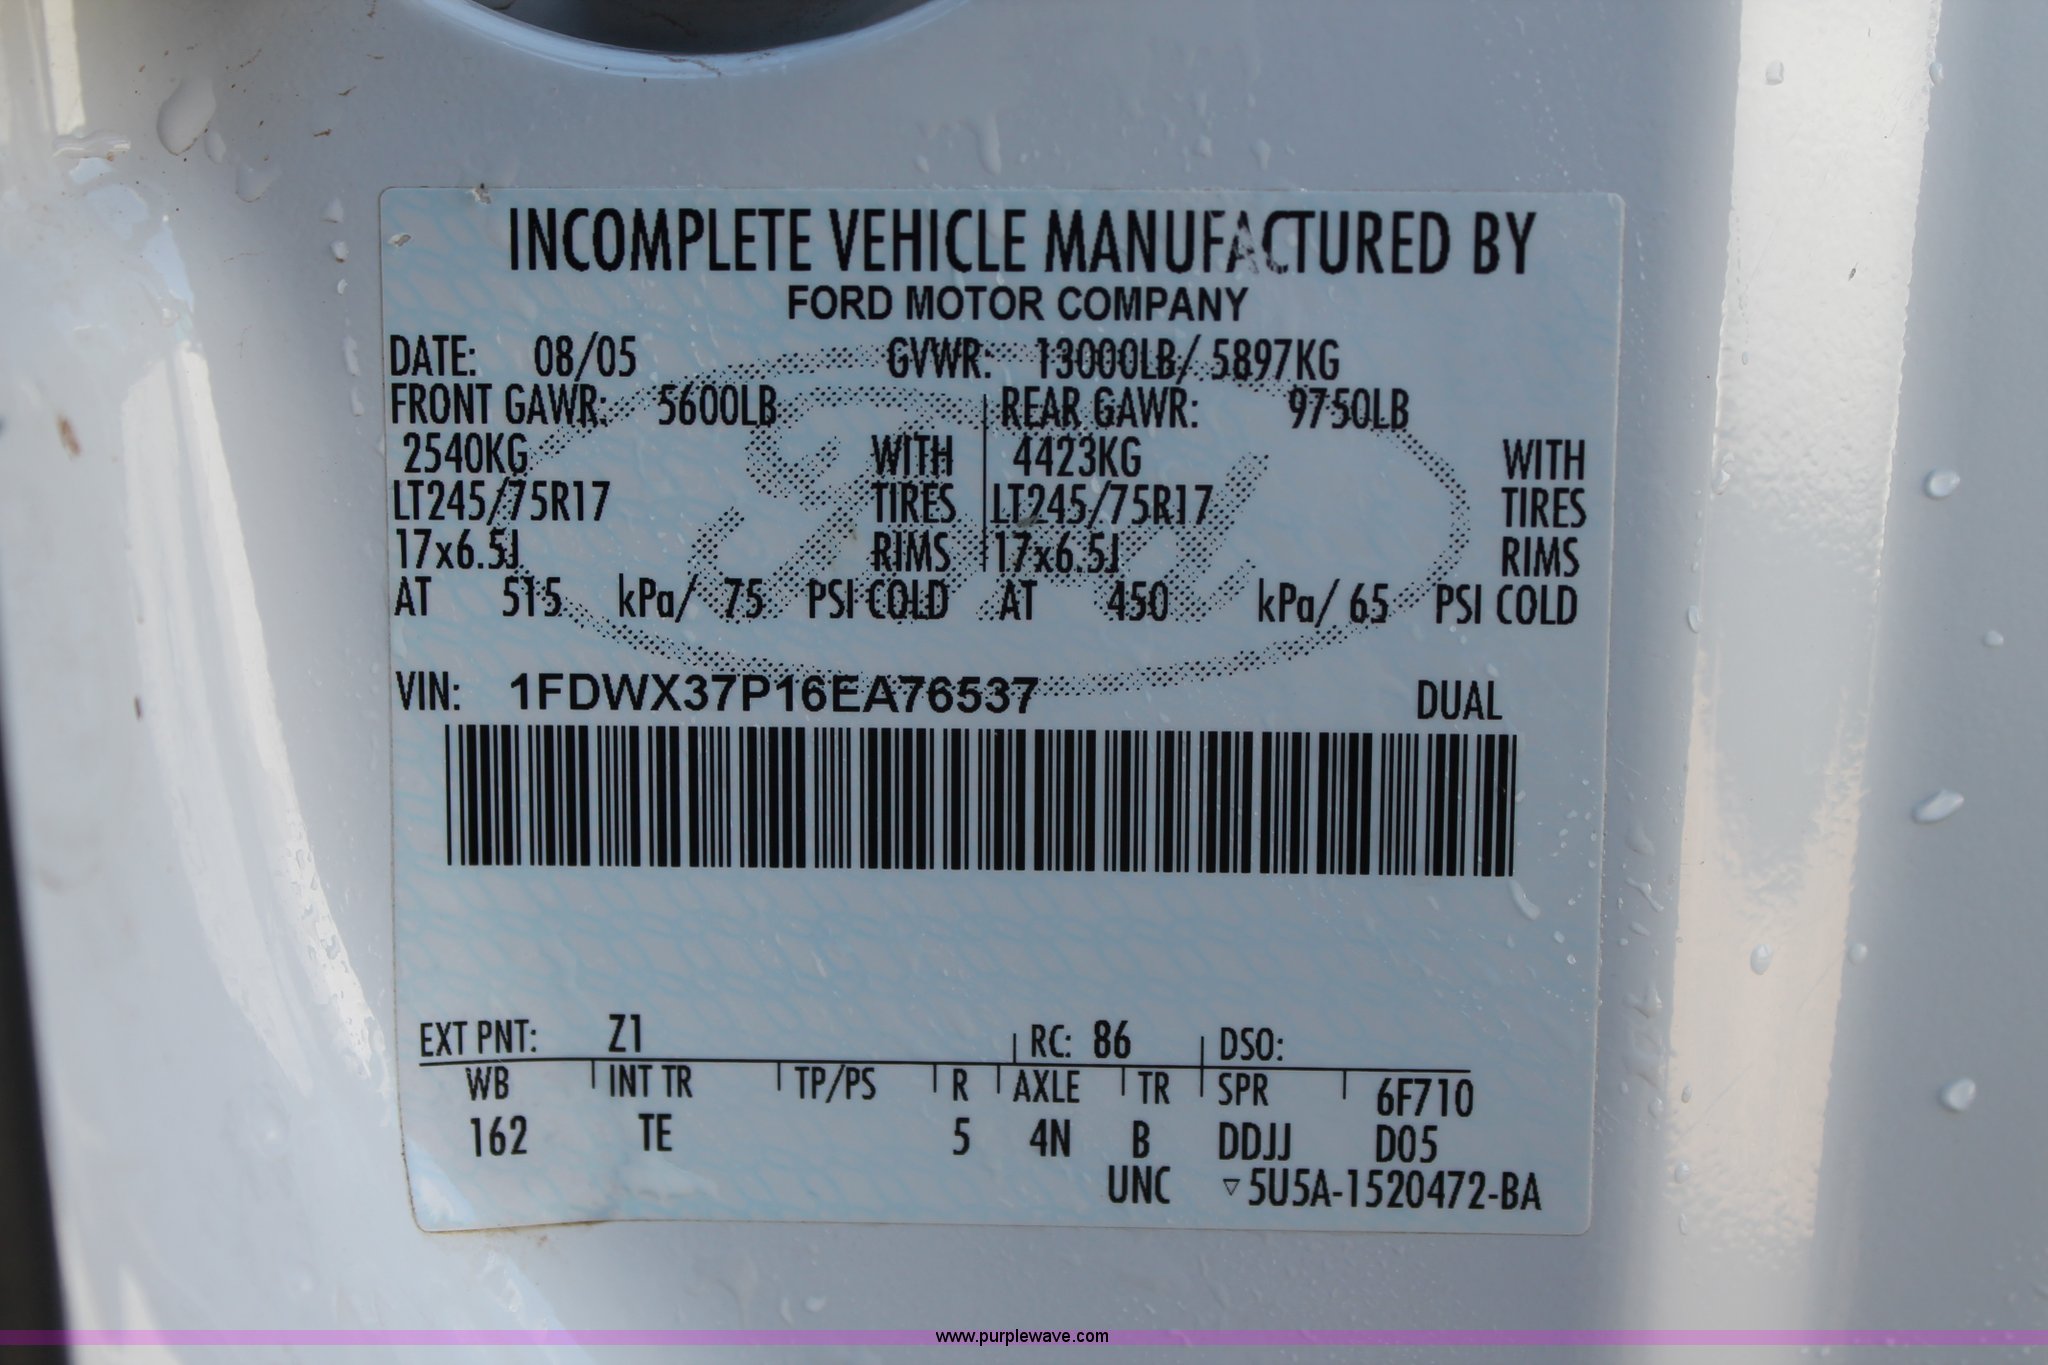 INCOMPLETE VEHICLE MANUFACTURED BY
FORD MOTOR COMPANY
DATE: 08/05 GVWR: 13000LB/ 5897KG
FRONT GAWR: 5600LB REAR GAWR: 9750LB
2540KG WITH 4423KG WITH
LT245/75R17 TIRES LT245/75R17 TIRES
17x6.5J RIMS 17x6.5J RIMS
AT 515 kPa/ 75 PSI COLD AT 450 kPa/ 65 PSI COLD
Ford
VIN: 1FDWX37P16EA76537 DUAL
EXT PNT: Z1 RC: 86 DSO:
WB INT TR TP/PS R AXLE TR SPR 6F710
162 TE 5 4N B DDJJ D05
UNC ▽5U5A-1520472-BA
www.purplewave.com